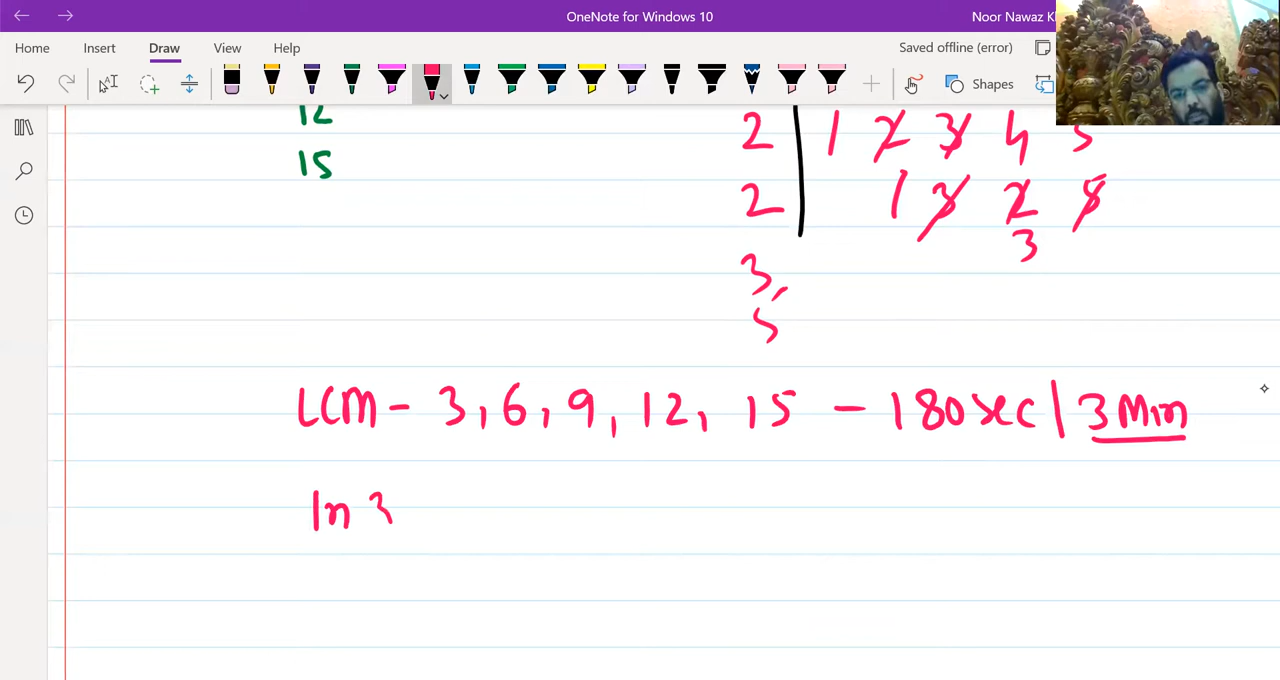 OneNote for Windows 10
Noor Nawaz
Home Insert Draw View Help
Saved offline (error)
Shapes
12
15
2 1 2 3 4 5
2 1 3 2 5
3
3,
5
LCM - 3, 6, 9, 12, 15 - 180 sec | 3 Min
In 3